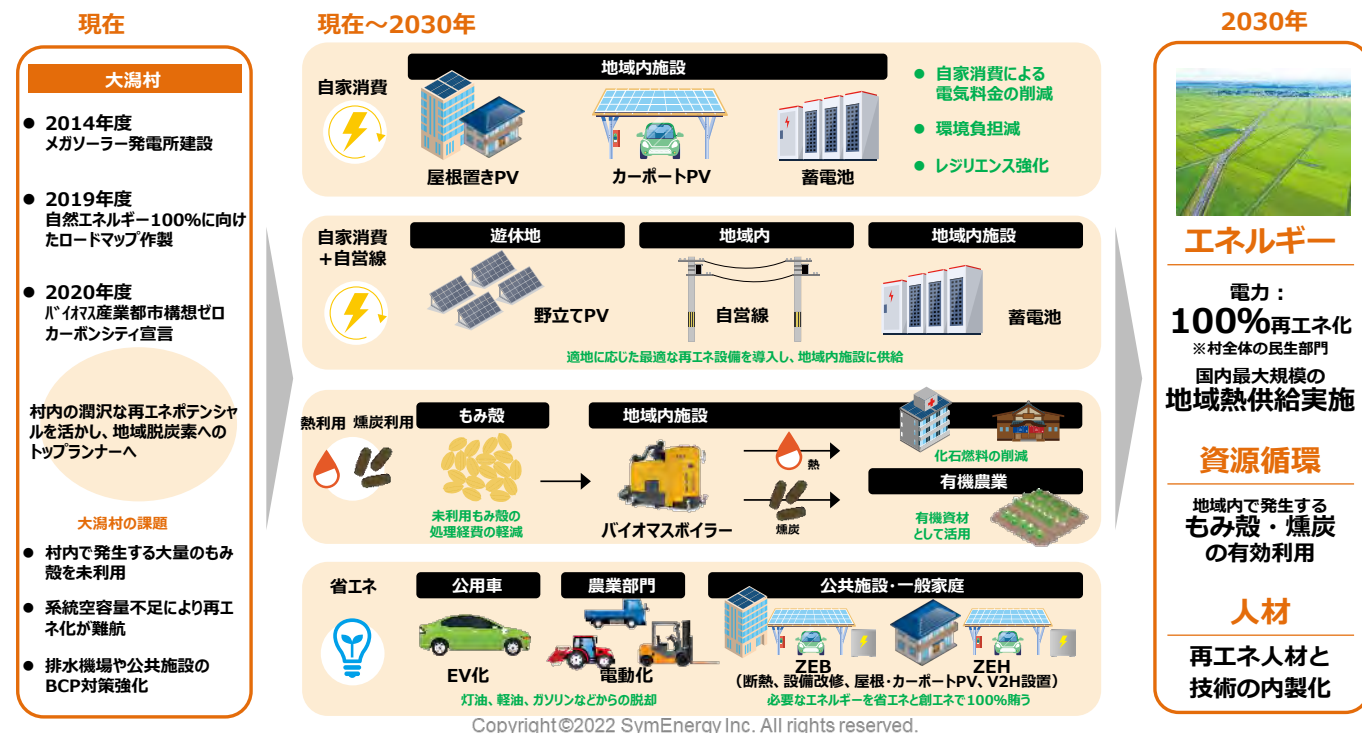 現在
大潟村
● 2014年度
メガソーラー発電所建設
● 2019年度
自然エネルギー100%に向け
たロードマップ作製
● 2020年度
バイオマス産業都市構想ゼロ
カーボンシティ宣言
村内の潤沢な再エネポテンシャ
ルを活かし、地域脱炭素への
トップランナーへ
大潟村の課題
● 村内で発生する大量のもみ
殻を未利用
● 系統空容量不足により再エ
ネ化が難航
● 排水機場や公共施設の
BCP対策強化
現在～2030年
自家消費
地域内施設
屋根置きPV
カーポートPV
蓄電池
● 自家消費による
電気料金の削減
● 環境負担減
● レジリエンス強化
自家消費
+自営線
遊休地
地域内
地域内施設
野立てPV
自営線
蓄電池
適地に応じた最適な再エネ設備を導入し、地域内施設に供給
熱利用 燻炭利用
もみ殻
地域内施設
未利用もみ殻の
処理経費の軽減
バイオマスボイラー
熱
燻炭
化石燃料の削減
有機農業
有機資材
として活用
省エネ
公用車
農業部門
公共施設・一般家庭
EV化
電動化
ZEB
ZEH
（断熱、設備改修、屋根・カーポートPV、V2H設置）
灯油、軽油、ガソリンなどからの脱却
必要なエネルギーを省エネと創エネで100%賄う
2030年
エネルギー
電力：
100%再エネ化
※村全体の民生部門
国内最大規模の
地域熱供給実施
資源循環
地域内で発生する
もみ殻・燻炭
の有効利用
人材
再エネ人材と
技術の内製化
Copyright©2022 SymEnergy Inc. All rights reserved.